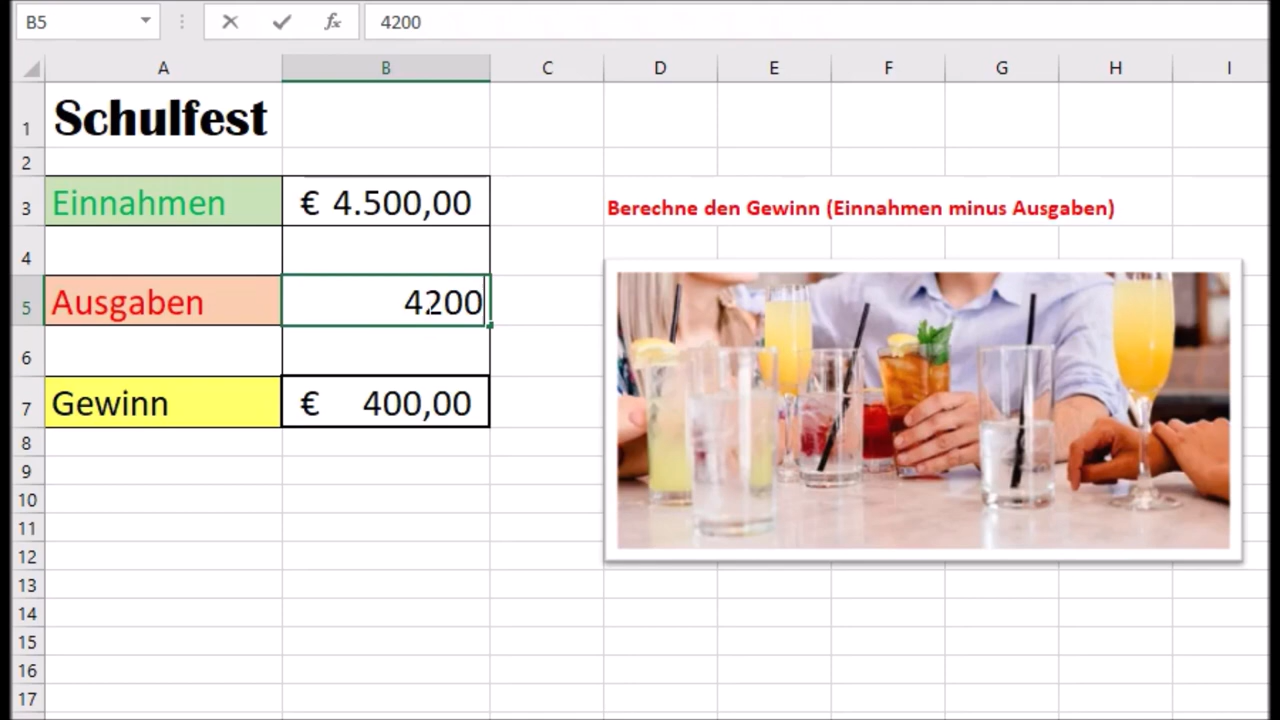 B5 fx 4200
A B C D E F G H I
1 Schulfest
2
3 Einnahmen € 4.500,00 Berechne den Gewinn (Einnahmen minus Ausgaben)
4
5 Ausgaben 4200
6
7 Gewinn € 400,00
8
9
10
11
12
13
14
15
16
17